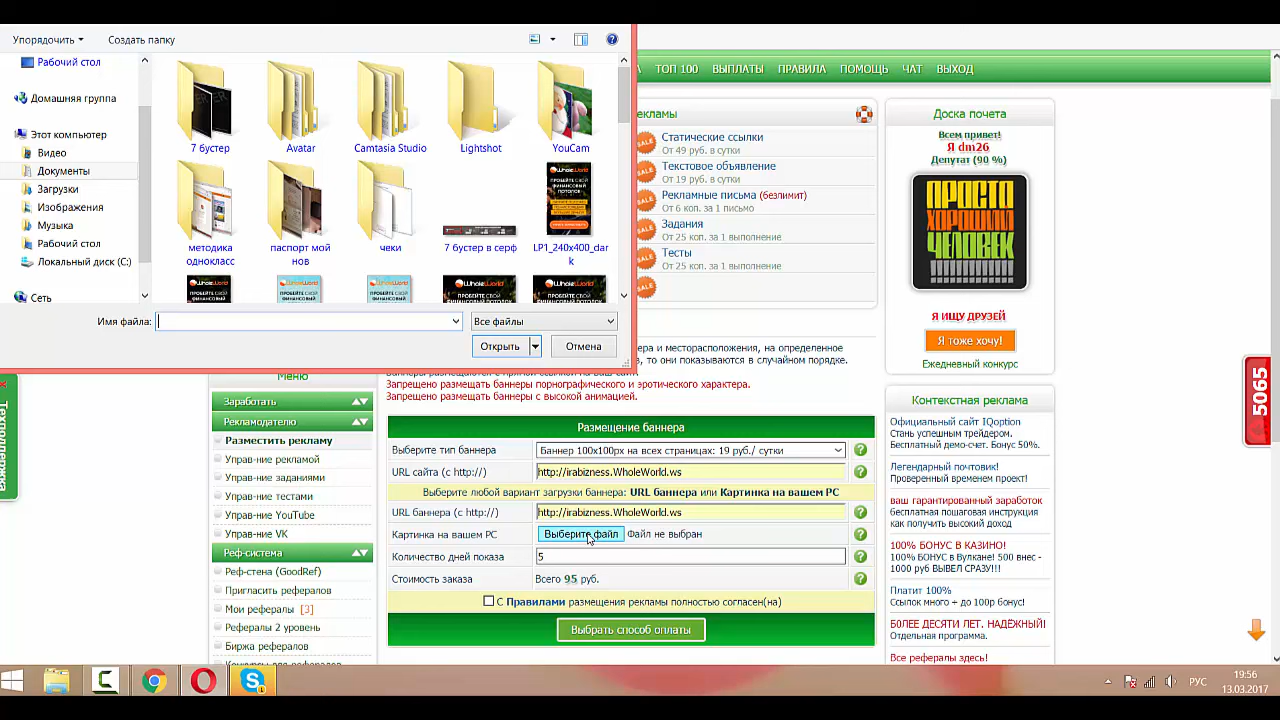 Упорядочить
Создать папку
Рабочий стол
Домашняя группа
Этот компьютер
Видео
Документы
Загрузки
Изображения
Музыка
Рабочий стол
Локальный диск (C:)
Сеть
7 бустер
Avatar
Camtasia Studio
Lightshot
YouCam
методика
однокласс
паспорт мой
нов
чеки
7 бустер в серф
LP1_240x400_dar
k
WholeWorld
WholeWorld
Имя файла:
Все файлы
Открыть
Отмена
ТОП 100
ВЫПЛАТЫ
ПРАВИЛА
ПОМОЩЬ
ЧАТ
ВЫХОД
екламы
SALE
Статические ссылки
От 49 руб. в сутки
SALE
Текстовое объявление
От 19 руб. в сутки
SALE
Рекламные письма (безлимит)
От 6 коп. за 1 письмо
SALE
Задания
От 25 коп. за 1 выполнение
SALE
Тесты
От 25 коп. за 1 выполнение
SALE
Доска почета
Всем привет!
Я dm26
Депутат (90 %)
ПРОСТО
ХОРОШИЙ
ЧЕЛОВЕК
!!!!!!!!!!!!
Я ИЩУ ДРУЗЕЙ
Я тоже хочу!
Ежедневный конкурс
ера и месторасположения, на определенное
то они показываются в случайном порядке.
Запрещено размещать баннеры порнографического и эротического характера.
Запрещено размещать баннеры с высокой анимацией.
Меню
Заработать
Рекламодателю
Разместить рекламу
Управ-ние рекламой
Управ-ние заданиями
Управ-ние тестами
Управ-ние YouTube
Управ-ние VK
Реф-система
Реф-стена (GoodRef)
Пригласить рефералов
Мои рефералы [3]
Рефералы 2 уровень
Биржа рефералов
Размещение баннера
Выберите тип баннера
Баннер 100x100px на всех страницах: 19 руб./ сутки
URL сайта (с http://)
http://irabizness.WholeWorld.ws
Выберите любой вариант загрузки баннера: URL баннера или Картинка на вашем PC
URL баннера (с http://)
http://irabizness.WholeWorld.ws
Картинка на вашем PC
Выберите файл
Файл не выбран
Количество дней показа
5
Стоимость заказа
Всего 95 руб.
С Правилами размещения рекламы полностью согласен(на)
Выбрать способ оплаты
Контекстная реклама
Официальный сайт IQoption
Стань успешным трейдером.
Бесплатный демо-счет. Бонус 50%.
Легендарный почтовик!
Проверенный временем проект!
ваш гарантированный заработок
бесплатная пошаговая
инструкция как получить
высокий доход
100% БОНУС В КАЗИНО!
100% БОНУС в Вулкане! 500 внес -
1000 руб ВЫВЕЛ СРАЗУ!!!
Платит 100%
Ссылок много + до 100р бонус!
БОЛЕЕ ДЕСЯТИ ЛЕТ. НАДЁЖНЫЙ!
Отдельная программа.
Все рефералы здесь!
Техподдержка
5065
РУС
19:56
13.03.2017